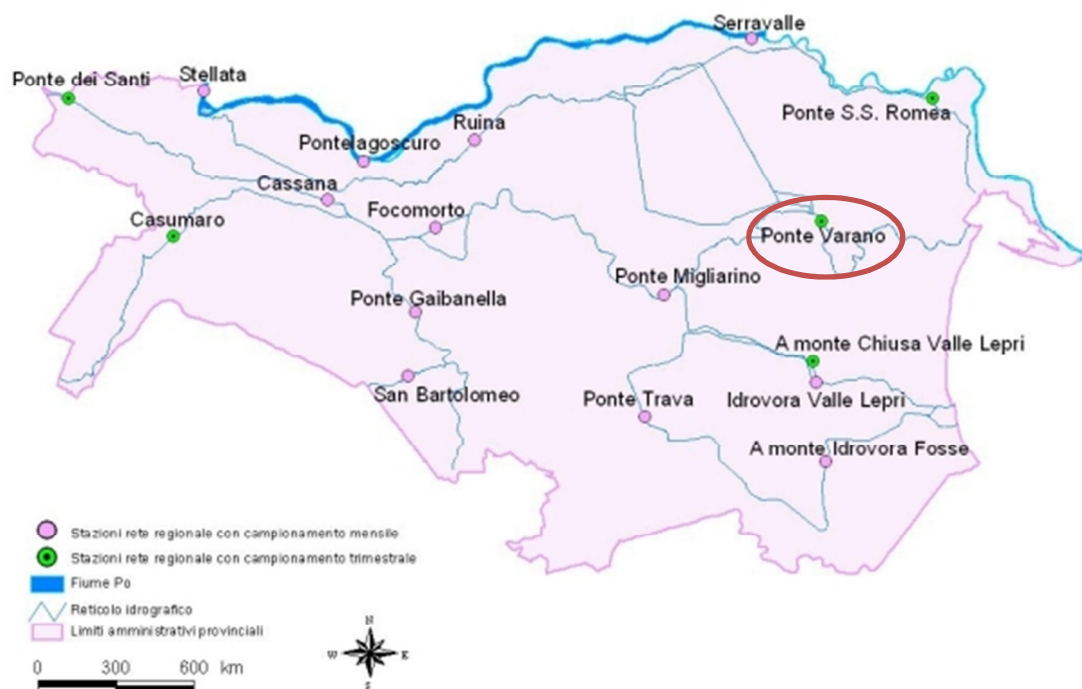 Serravalle
Stellata
Ponte dei Santi
Ponte S.S. Romea
Ruina
Pontelagoscuro
Cassana
Focomorto
Casumaro
Ponte Varano
Ponte Migliarino
Ponte Gaibanella
A monte Chiusa Valle Lepri
San Bartolomeo
Ponte Trava
Idrovora Valle Lepri
A monte Idrovora Fosse
Stazioni rete regionale con campionamento mensile
Stazioni rete regionale con campionamento trimestrale
Fiume Po
Reticolo idrografico
Limiti amministrativi provinciali
N
W E
S
0 300 600 km